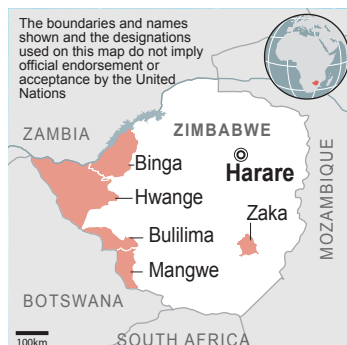 The boundaries and names
shown and the designations
used on this map do not imply
official endorsement or
acceptance by the United
Nations
ZAMBIA
ZIMBABWE
Binga
Harare
Hwange
Zaka
Bulilima
Mangwe
MOZAMBIQUE
BOTSWANA
SOUTH AFRICA
100km